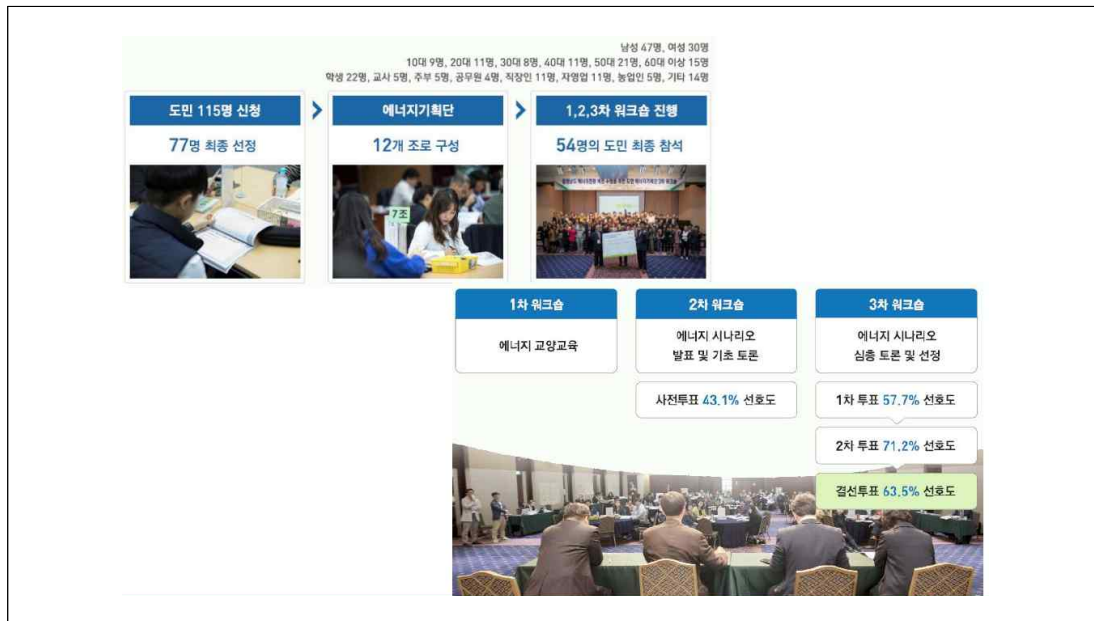 남성 47명, 여성 30명
10대 9명, 20대 11명, 30대 8명, 40대 11명, 50대 21명, 60대 이상 15명
학생 22명, 교사 5명, 주부 5명, 공무원 4명, 직장인 11명, 자영업 11명, 농업인 5명, 기타 14명
도민 115명 신청
77명 최종 선정
에너지기획단
12개 조로 구성
7조
1,2,3차 워크숍 진행
54명의 도민 최종 참석
1차 워크숍
에너지 교양교육
2차 워크숍
에너지 시나리오
발표 및 기초 토론
사전투표 43.1% 선호도
3차 워크숍
에너지 시나리오
심층 토론 및 선정
1차 투표 57.7% 선호도
2차 투표 71.2% 선호도
결선투표 63.5% 선호도